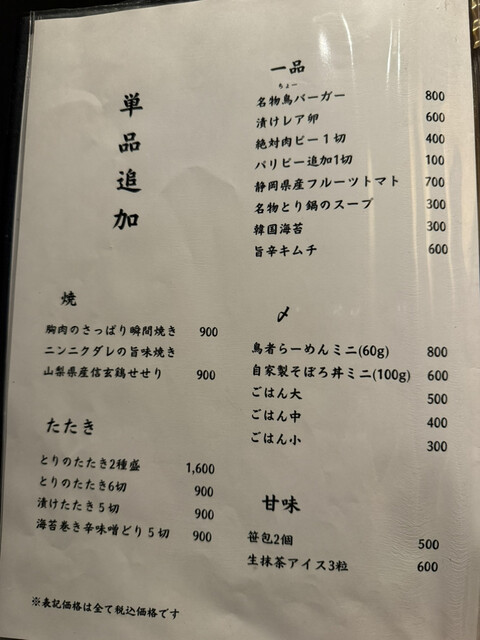 単品追加
一品
ちょー
名物鳥バーガー 800
漬けレア卵 600
絶対肉ビー1切 400
バリビー追加1切 100
静岡県産フルーツトマト 700
名物とり鍋のスープ 300
韓国海苔 300
旨辛キムチ 600
焼
胸肉のさっぱり瞬間焼き 900
ニンニクダレの旨味焼き
山梨県産信玄鶏せせり 900
たたき
とりのたたき2種盛 1,600
とりのたたき6切 900
漬けたたき5切 900
海苔巻き辛味噌どり5切 900
〆
鳥者らーめんミニ(60g) 800
自家製そぼろ丼ミニ(100g) 600
ごはん大 500
ごはん中 400
ごはん小 300
甘味
笹包2個 500
生抹茶アイス3粒 600
※表記価格は全て税込価格です